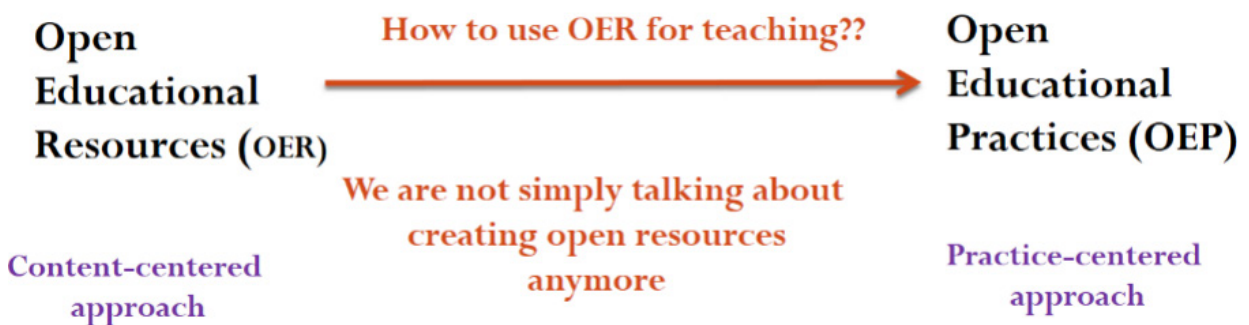 Open
Educational
Resources (OER)
How to use OER for teaching??
Open
Educational
Practices (OEP)
We are not simply talking about
creating open resources
anymore
Content-centered
approach
Practice-centered
approach